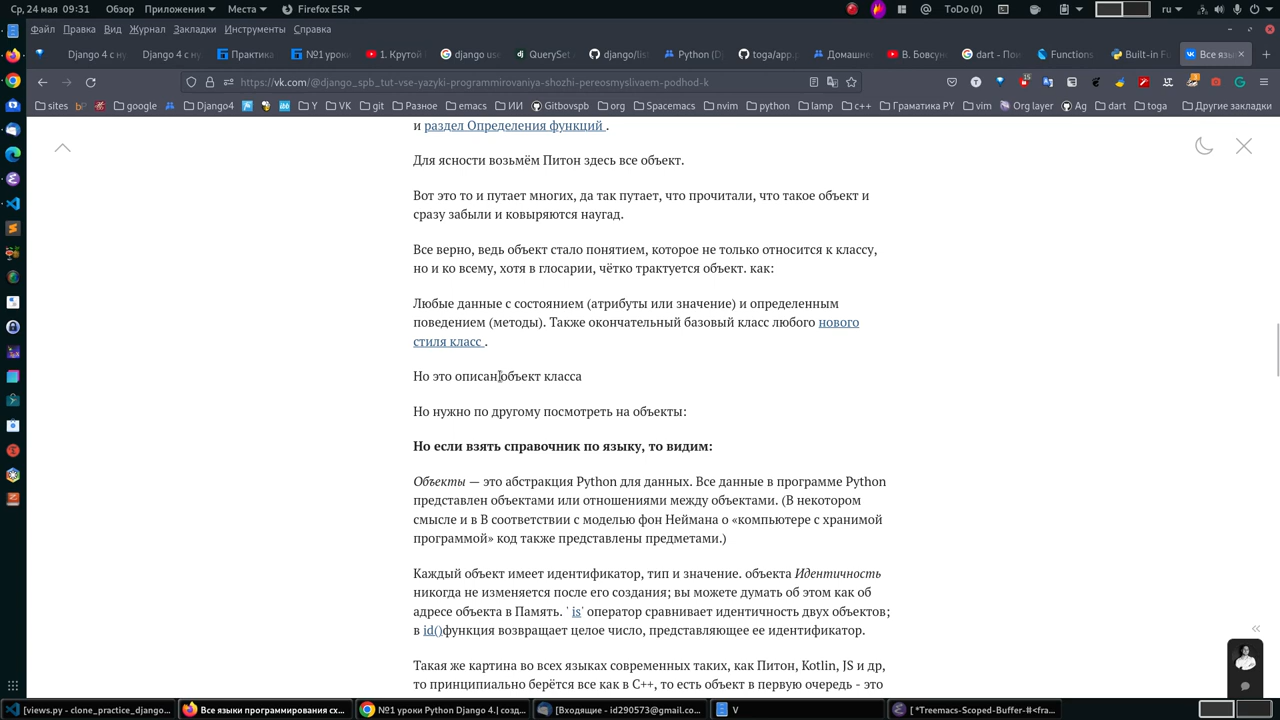 Ср, 24 мая 09:31 Обзор Приложения Места Firefox ESR ToDo (0) ru
Файл Правка Вид Журнал Закладки Инструменты Справка
Django 4 с ну Django 4 с ну Практика №1 уроки 1. Крутой django use QuerySet django/list Python (D toga/app.p Домашне В. Бовсун dart - Пои Functions Built-in Fu Все язы
https://vk.com/@django_spb_tut-vse-yazyki-programmirovaniya-shozhi-pereosmyslivaem-podhod-k 15
sites google Django4 Y VK git Разное emacs ИИ Gitbovspb org Spacemacs nvim python lamp c++ Граматика PY vim Org layer Ag dart toga Другие закладки
и раздел Определения функций .
Для ясности возьмём Питон здесь все объект.
Вот это то и путает многих, да так путает, что прочитали, что такое объект и
сразу забыли и ковыряются наугад.
Все верно, ведь объект стало понятием, которое не только относится к классу,
но и ко всему, хотя в глосарии, чётко трактуется объект. как:
Любые данные с состоянием (атрибуты или значение) и определенным
поведением (методы). Также окончательный базовый класс любого нового
стиля класс .
Но это описан объект класса
Но нужно по другому посмотреть на объекты:
Но если взять справочник по языку, то видим:
Объекты — это абстракция Python для данных. Все данные в программе Python
представлен объектами или отношениями между объектами. (В некотором
смысле и в В соответствии с моделью фон Неймана о «компьютере с хранимой
программой» код также представлены предметами.)
Каждый объект имеет идентификатор, тип и значение. объекта Идентичность
никогда не изменяется после его создания; вы можете думать об этом как об
адресе объекта в Память. ' is' оператор сравнивает идентичность двух объектов;
в id()функция возвращает целое число, представляющее ее идентификатор.
Такая же картина во всех языках современных таких, как Питон, Kotlin, JS и др,
то принципиально берётся все как в C++, то есть объект в первую очередь - это
[views.py - clone_practice_django... Все языки программирования сх... №1 уроки Python Django 4.| созд... [Входящие - id290573@gmail.co... V [ *Treemacs-Scoped-Buffer-#<fra...